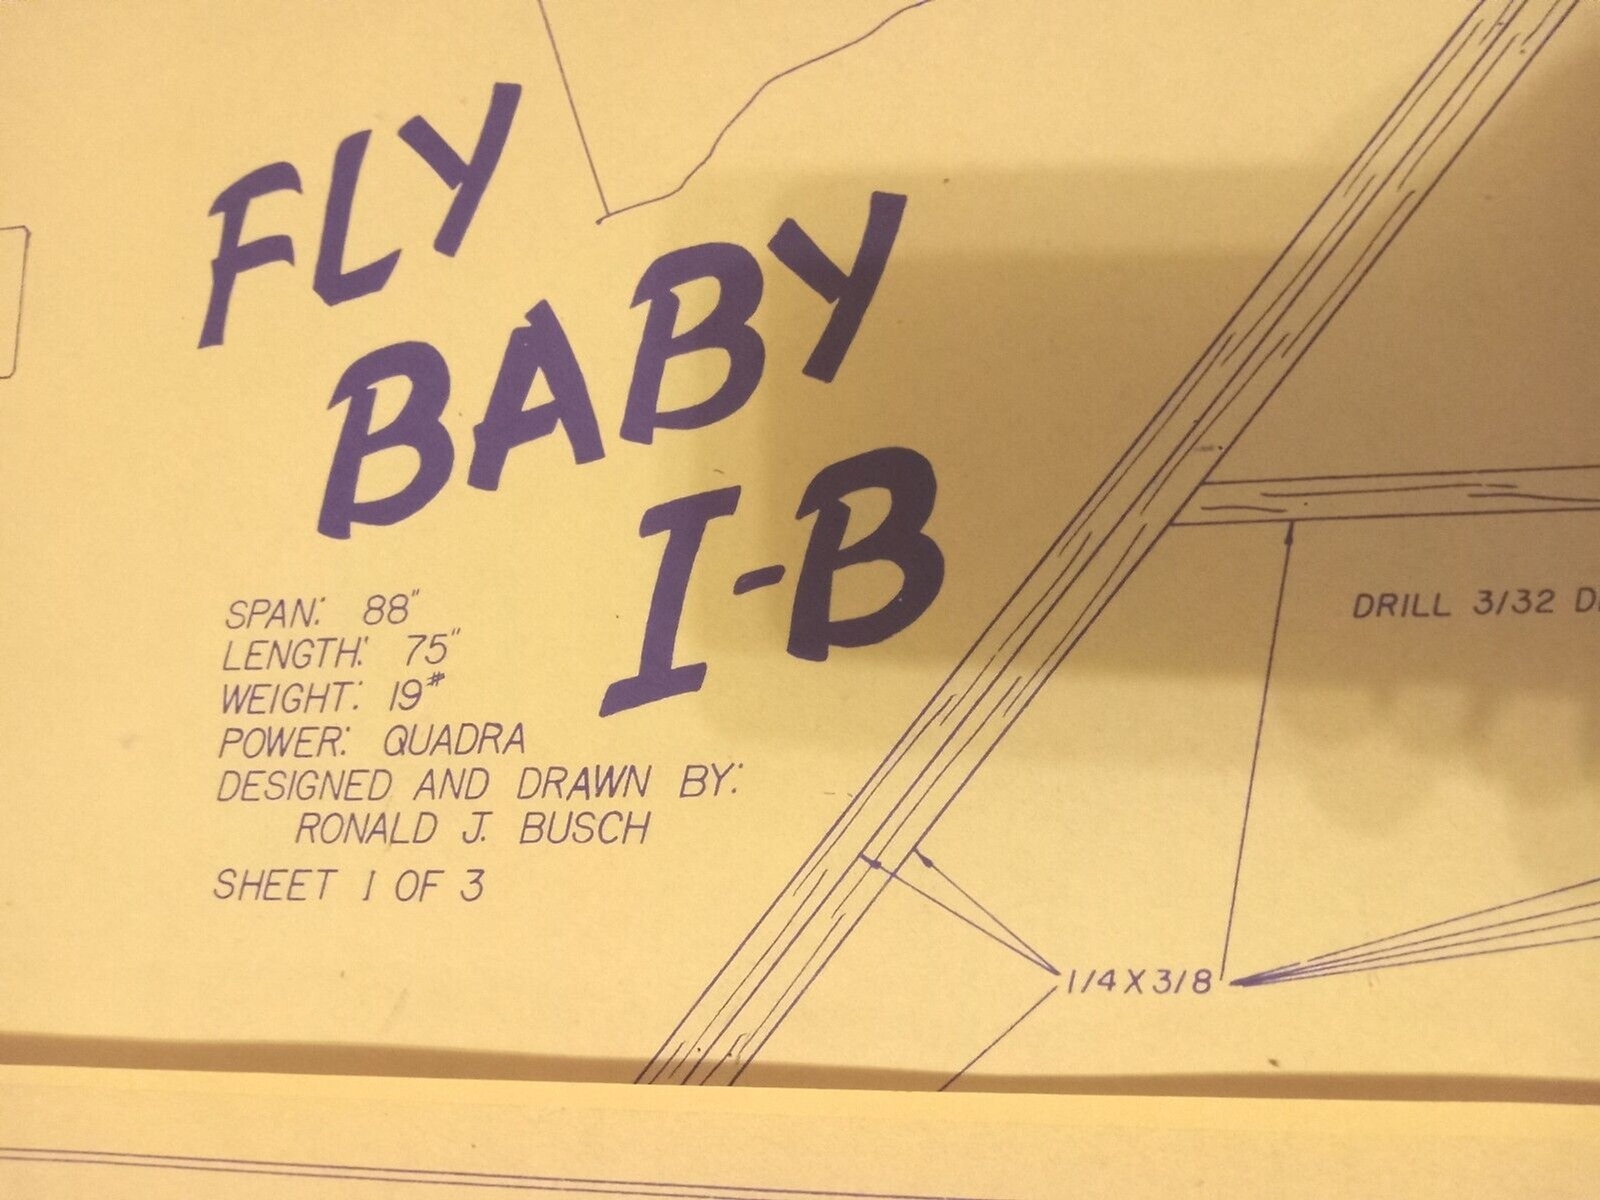 FLY
BABY
I-B
SPAN: 88"
LENGTH: 75"
WEIGHT: 19#
POWER: QUADRA
DESIGNED AND DRAWN BY:
RONALD J. BUSCH
SHEET 1 OF 3
DRILL 3/32
1/4 X 3/8